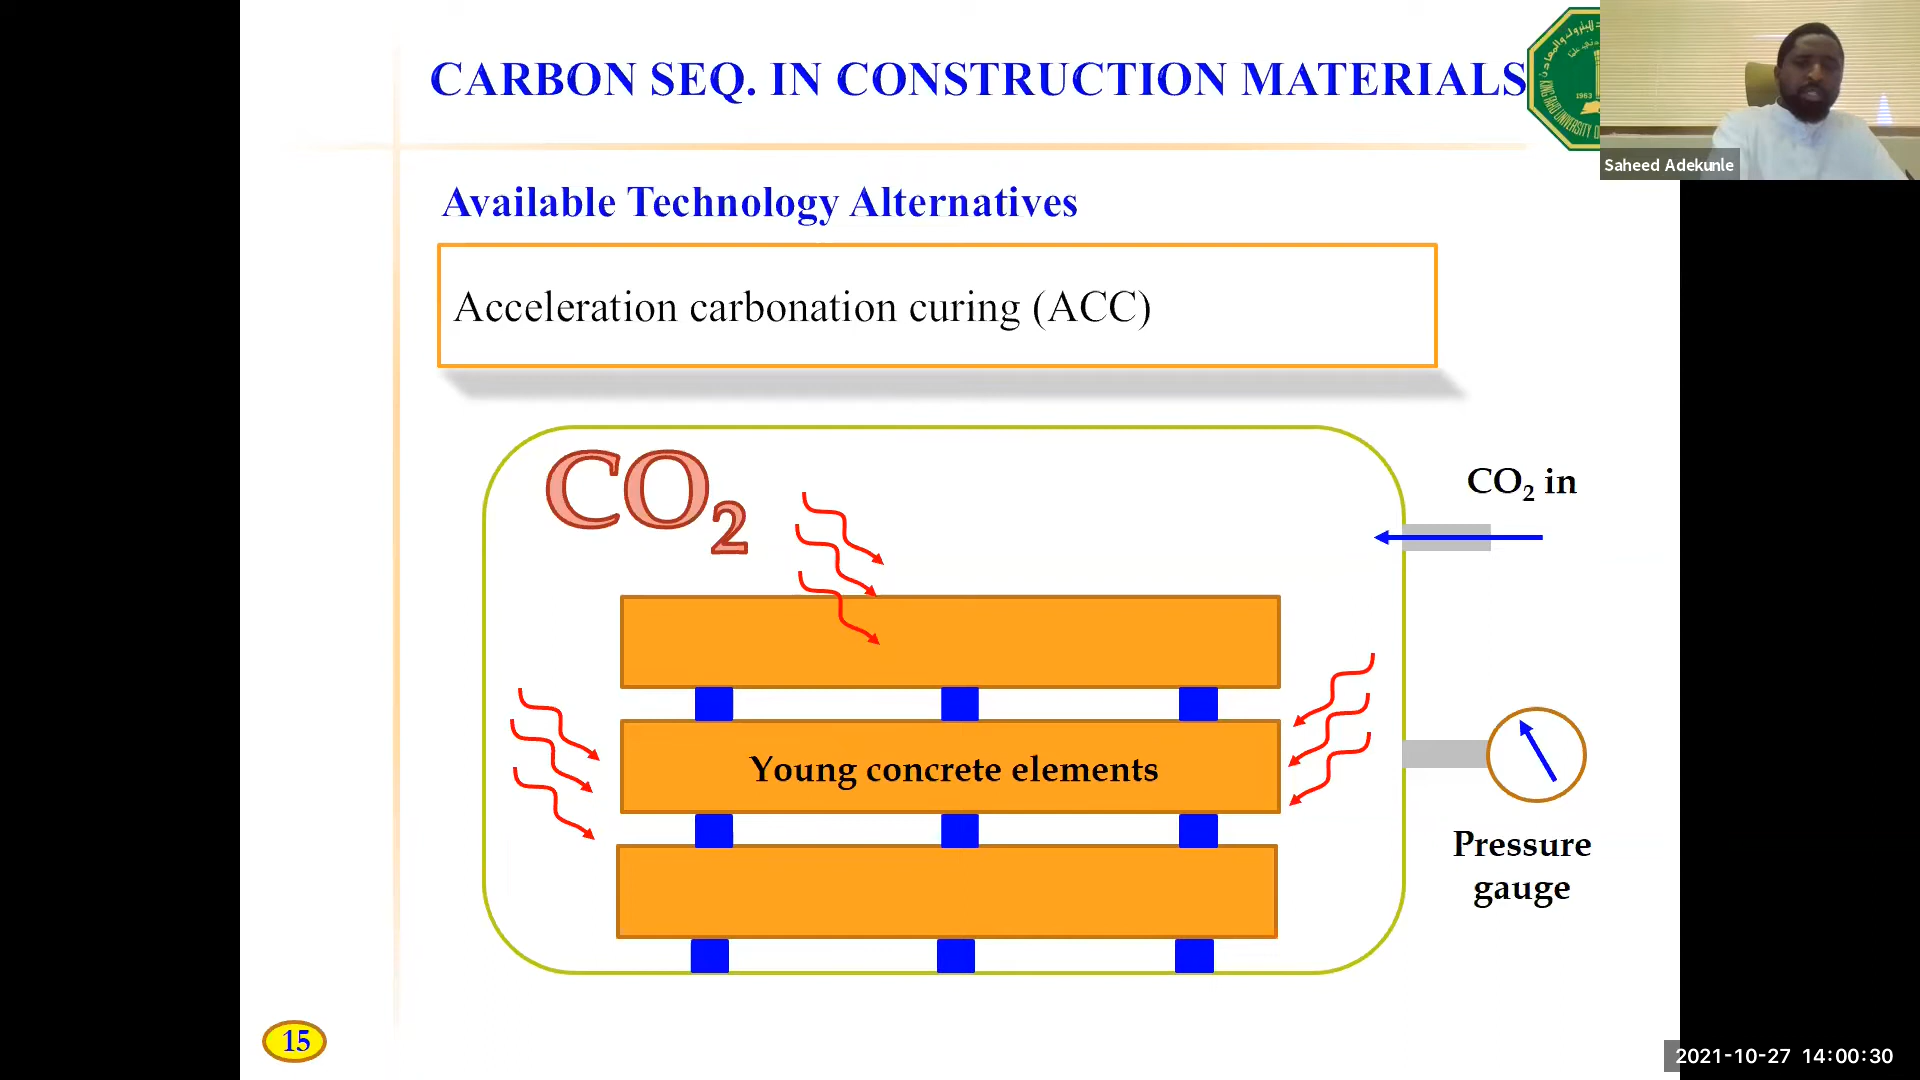 CARBON SEQ. IN CONSTRUCTION MATERIALS
1963
Saheed Adekunle
Available Technology Alternatives
Acceleration carbonation curing (ACC)
CO₂
CO₂ in
Young concrete elements
Pressure
gauge
15
2021-10-27 14:00:30